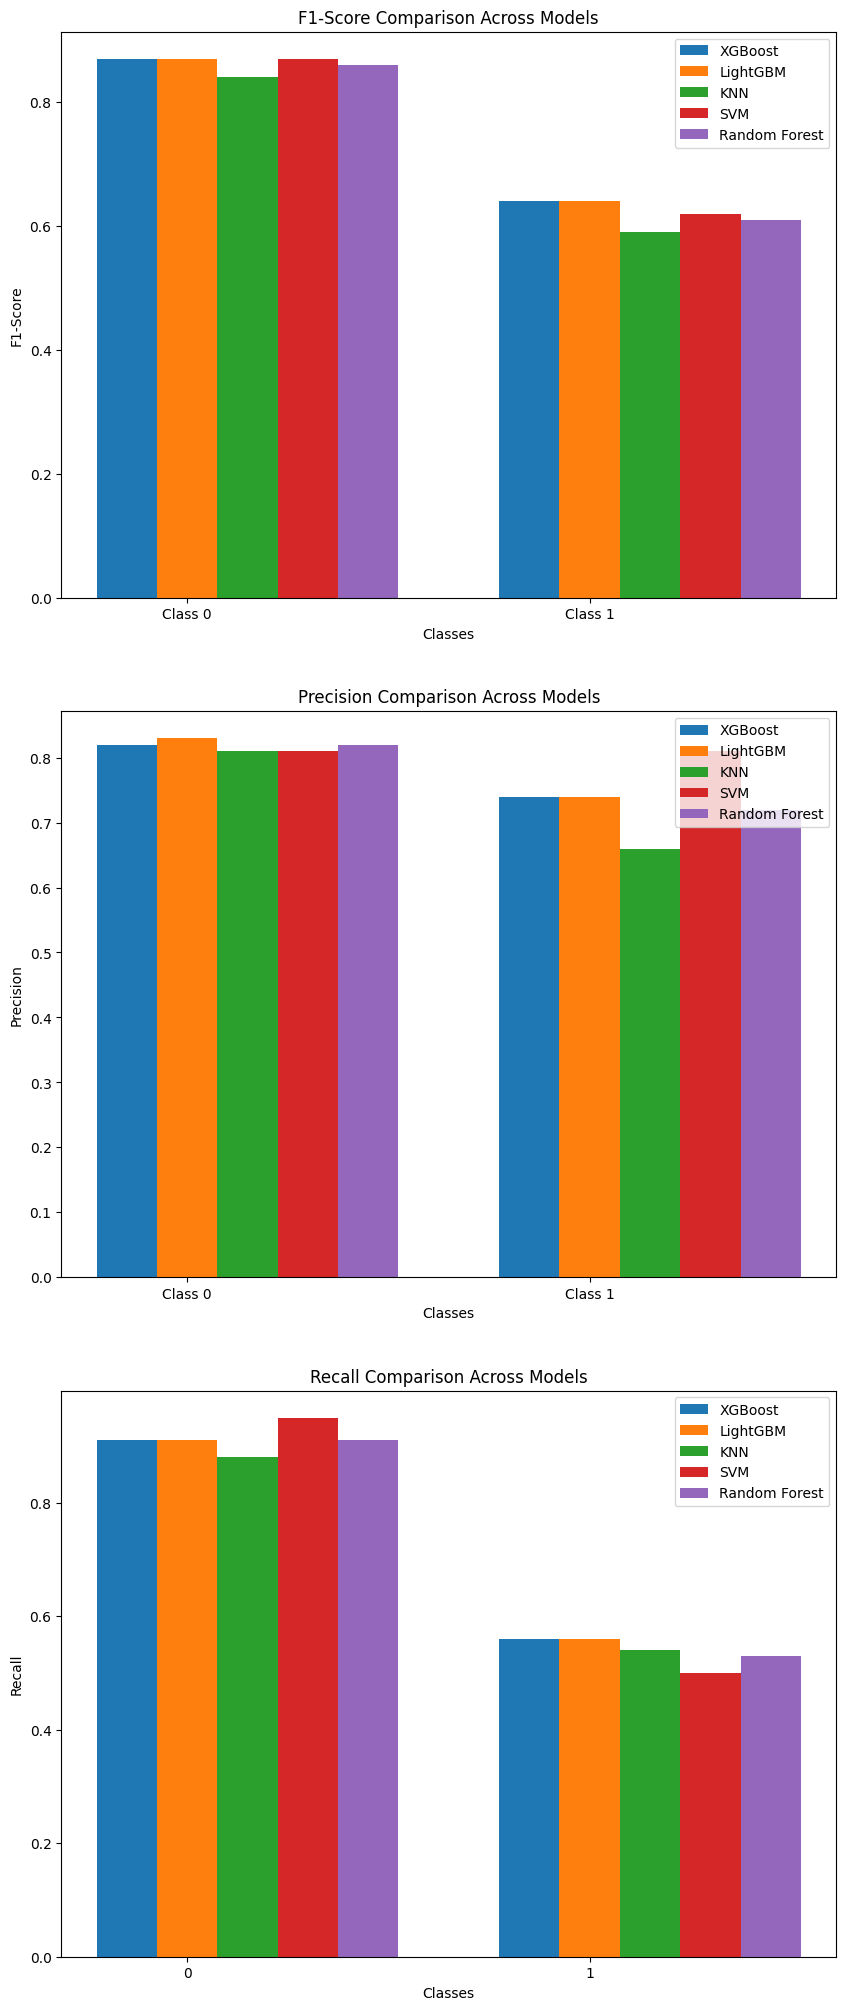 F1-Score Comparison Across Models
XGBoost
LightGBM
KNN
SVM
Random Forest
0.8
0.6
0.4
0.2
0.0
F1-Score
Class 0
Class 1
Classes
Precision Comparison Across Models
XGBoost
LightGBM
KNN
SVM
Random Forest
0.8
0.7
0.6
0.5
0.4
0.3
0.2
0.1
0.0
Precision
Class 0
Class 1
Classes
Recall Comparison Across Models
XGBoost
LightGBM
KNN
SVM
Random Forest
0.8
0.6
0.4
0.2
0.0
Recall
0
1
Classes